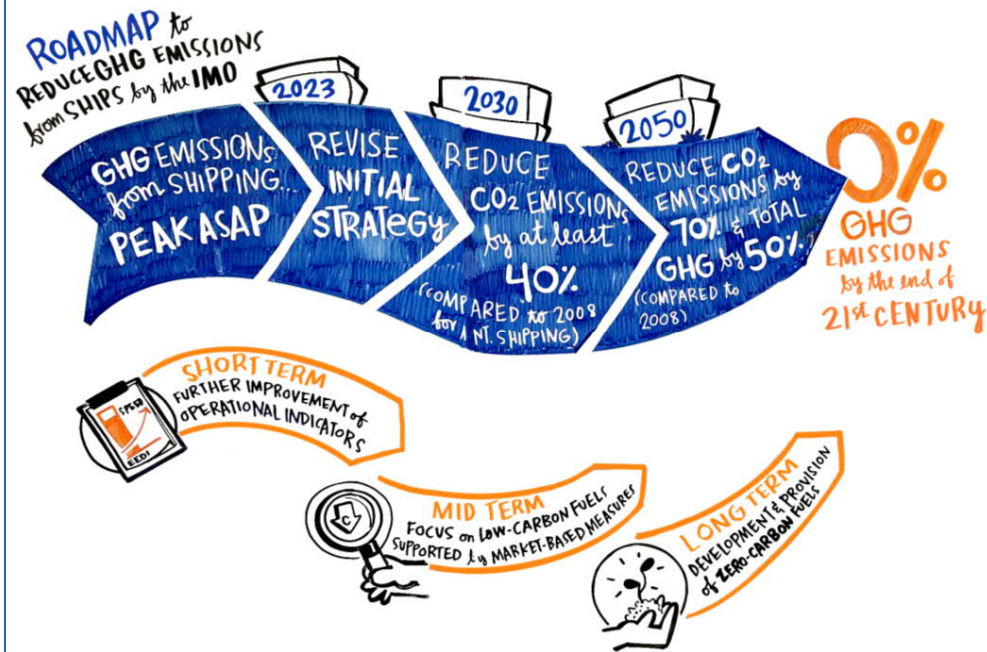 ROADMAP to
REDUCE GHG EMISSIONS
from SHIPS by the IMO
GHG EMISSIONS
from SHIPPING...
PEAK ASAP
2023
REVISE
INITIAL
STRATEGY
2030
REDUCE
CO2 EMISSIONS
by at least
40%
(COMPARED to 2008
for INT. SHIPPING)
2050
REDUCE CO2
EMISSIONS by
70% & TOTAL
GHG by 50%
(COMPARED to
2008)
0%
GHG
EMISSIONS
by the end of
21st CENTURY
SPEED
EEDI
SHORT TERM
FURTHER IMPROVEMENT of
OPERATIONAL INDICATORS
C
MID TERM
FOCUS on LOW-CARBON FUELS
SUPPORTED by MARKET-BASED MEASURES
LONG TERM
DEVELOPMENT & PROVISION
of ZERO-CARBON FUELS